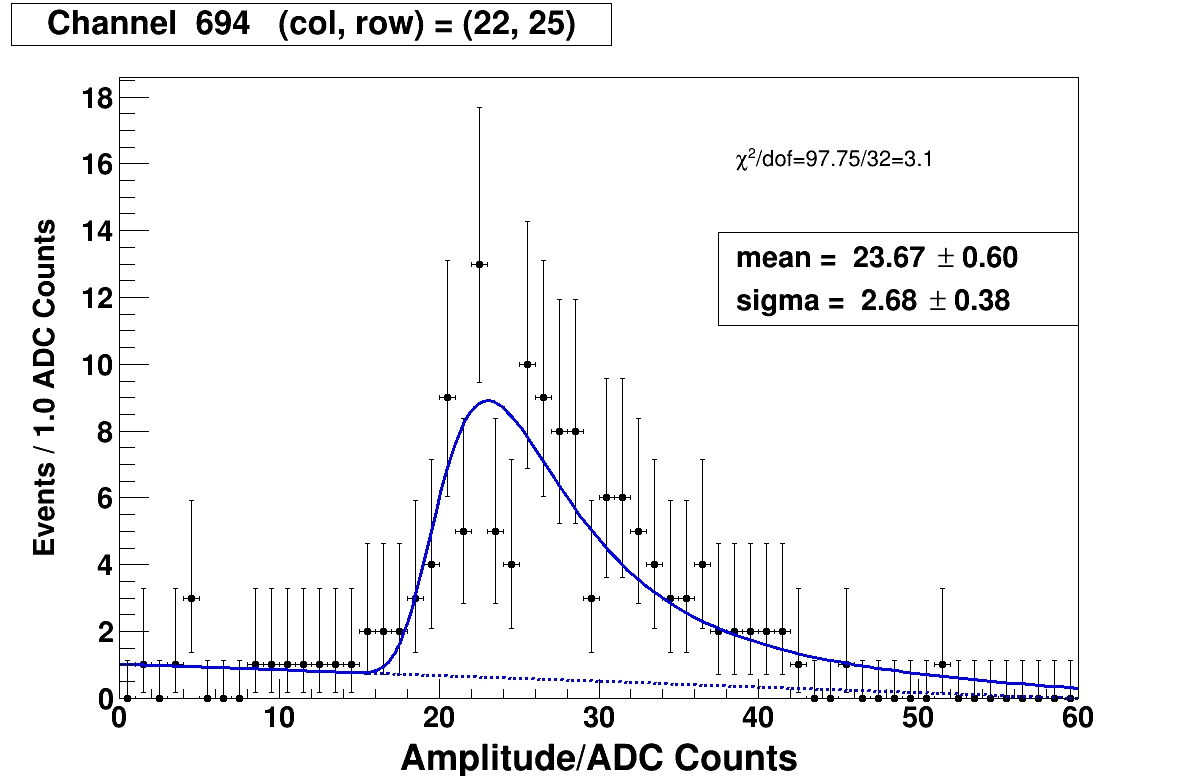 Channel 694 (col, row) = (22, 25)
18
χ²/dof=97.75/32=3.1
16
14
mean = 23.67 ± 0.60
sigma = 2.68 ± 0.38
12
10
8
6
4
2
0
Events / 1.0 ADC Counts
0 10 20 30 40 50 60
Amplitude/ADC Counts